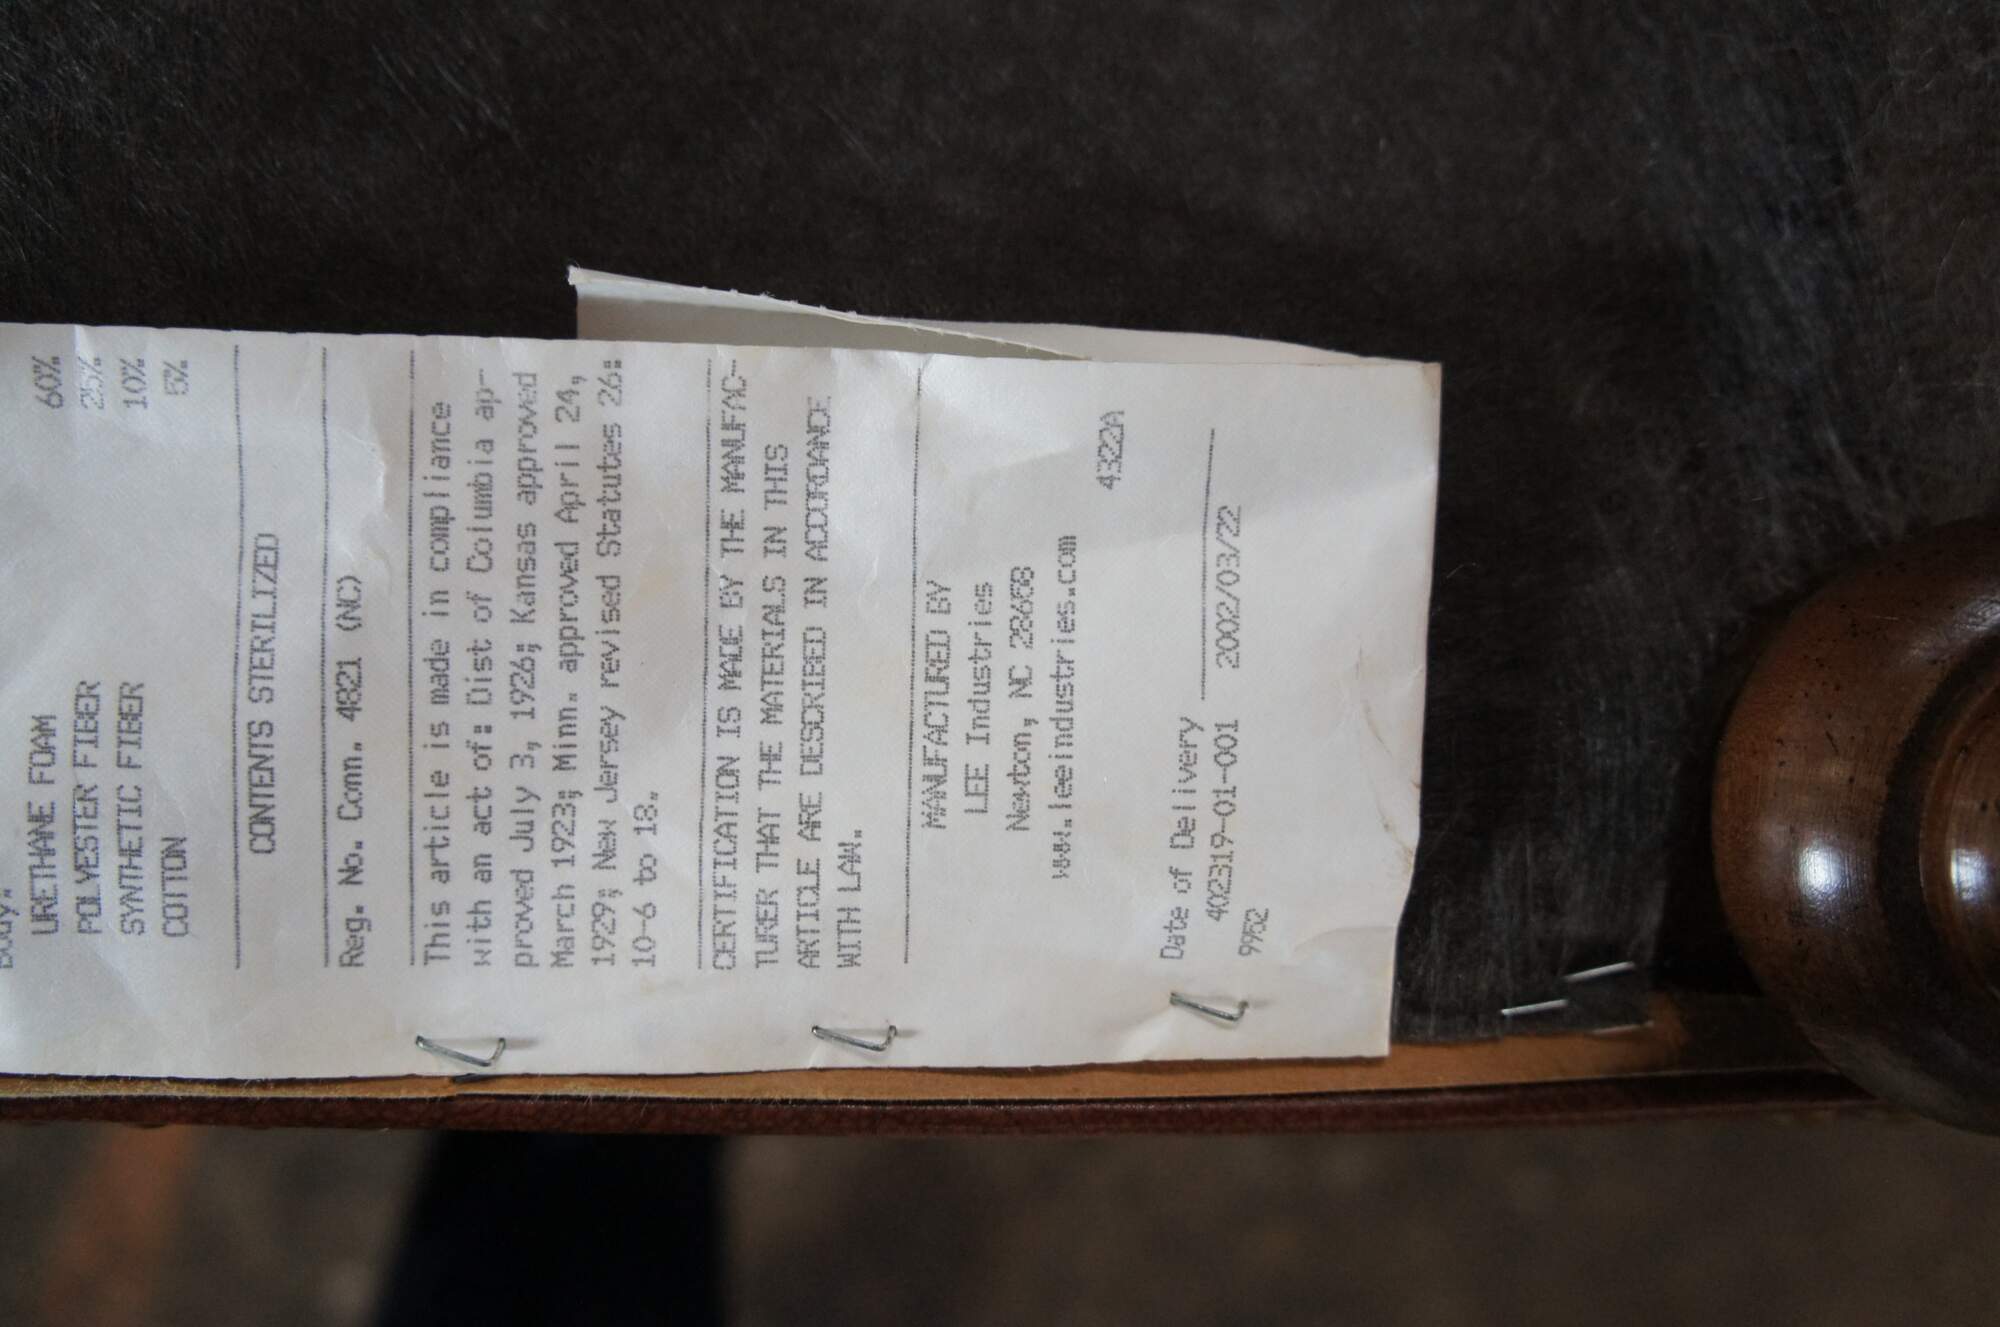 Body:
URETHANE FOAM 60%
POLYESTER FIBER 25%
SYNTHETIC FIBER 10%
COTTON 5%
CONTENTS STERILIZED
Reg. No. Conn. 4821 (NC)
This article is made in compliance
with an act of: Dist of Columbia ap-
proved July 3, 1926; Kansas approved
March 1923; Minn. approved April 24,
1929; New Jersey revised Statutes 26:
10-6 to 18.
CERTIFICATION IS MADE BY THE MANUFAC-
TURER THAT THE MATERIALS IN THIS
ARTICLE ARE DESCRIBED IN ACCORDANCE
WITH LAW.
MANUFACTURED BY
LEE Industries
Newton, NC 28658
www.leeindustries.com
4322A
Date of Delivery
402319-01-001 2002/03/22
9952